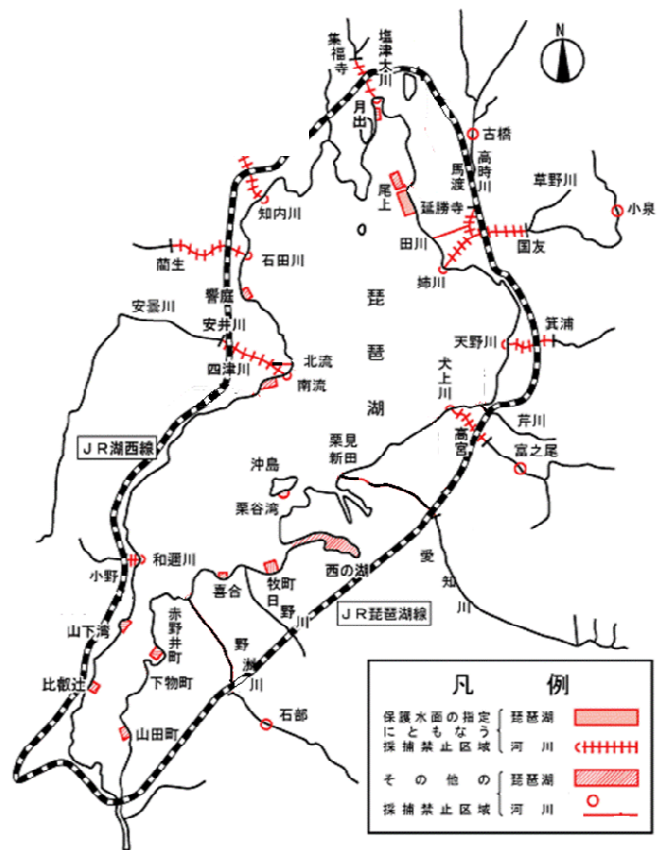 集福寺
塩津大川
N
月出
古橋
高時川
馬渡
草野川
小泉
尾上
延勝寺
知内川
田川
国友
姉川
藺生
石田川
饗庭
安曇川
安井川
四津川
北流
南流
琵琶湖
箕浦
天野川
犬上川
芹川
高宮
富之尾
栗見
新田
JR湖西線
沖島
栗谷湾
和邇川
小野
西の湖
愛知川
喜合
牧町
日野川
JR琵琶湖線
赤野井町
野洲川
山下湾
下物町
比叡辻
石部
山田町
凡 例
保護水面の指定にともなう採捕禁止区域
琵琶湖
河川
その他の採捕禁止区域
琵琶湖
河川